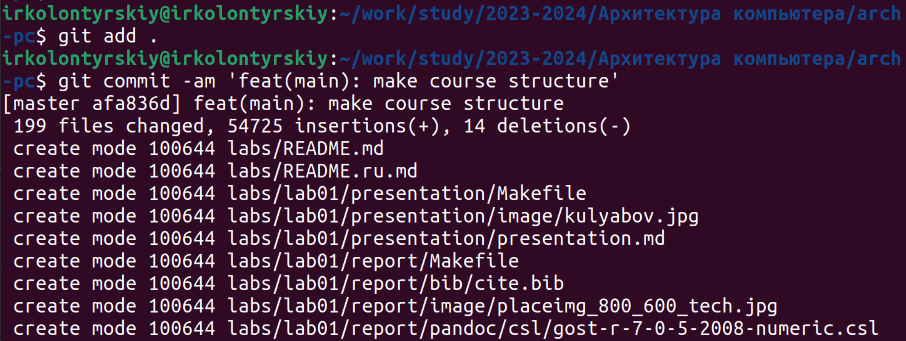 irkolontyrskiy@irkolontyrskiy:~/work/study/2023-2024/Архитектура компьютера/arch
-pc$ git add .
irkolontyrskiy@irkolontyrskiy:~/work/study/2023-2024/Архитектура компьютера/arch
-pc$ git commit -am 'feat(main): make course structure'
[master afa836d] feat(main): make course structure
 199 files changed, 54725 insertions(+), 14 deletions(-)
 create mode 100644 labs/README.md
 create mode 100644 labs/README.ru.md
 create mode 100644 labs/lab01/presentation/Makefile
 create mode 100644 labs/lab01/presentation/image/kulyabov.jpg
 create mode 100644 labs/lab01/presentation/presentation.md
 create mode 100644 labs/lab01/report/Makefile
 create mode 100644 labs/lab01/report/bib/cite.bib
 create mode 100644 labs/lab01/report/image/placeimg_800_600_tech.jpg
 create mode 100644 labs/lab01/report/pandoc/csl/gost-r-7-0-5-2008-numeric.csl